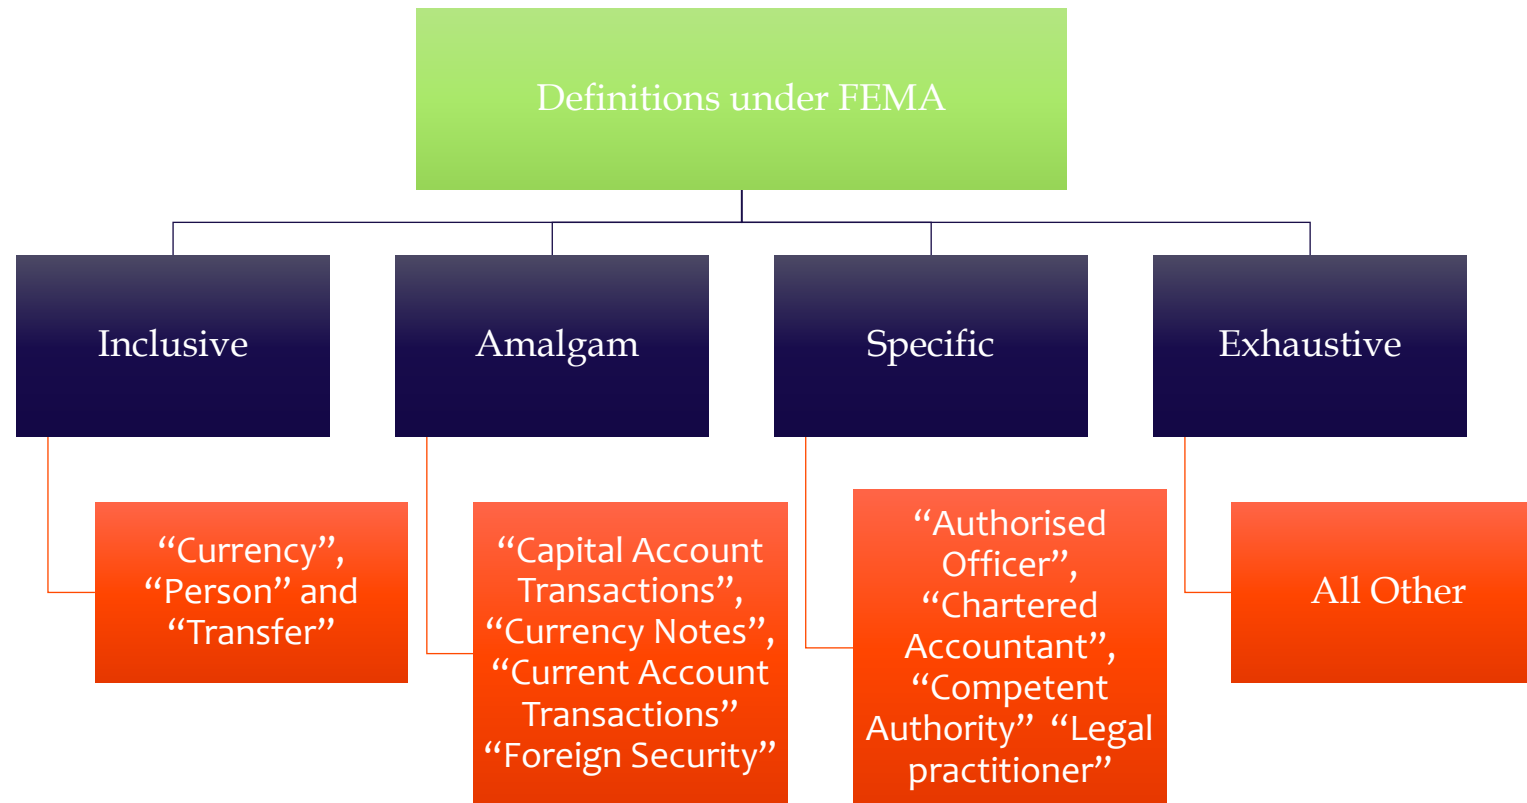 Definitions under FEMA
Inclusive
Amalgam
Specific
Exhaustive
“Currency”,
“Person” and
“Transfer”
“Capital Account
Transactions”,
“Currency Notes”,
“Current Account
Transactions”
“Foreign Security”
“Authorised
Officer”,
“Chartered
Accountant”,
“Competent
Authority” “Legal
practitioner”
All Other